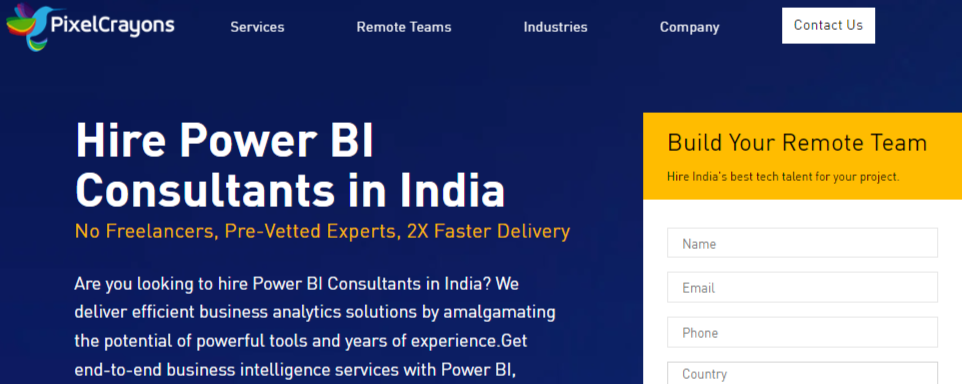 PixelCrayons
Services
Remote Teams
Industries
Company
Contact Us
Hire Power BI
Consultants in India
No Freelancers, Pre-Vetted Experts, 2X Faster Delivery
Are you looking to hire Power BI Consultants in India? We
deliver efficient business analytics solutions by amalgamating
the potential of powerful tools and years of experience.Get
end-to-end business intelligence services with Power BI,
Build Your Remote Team
Hire India's best tech talent for your project.
Name
Email
Phone
Country